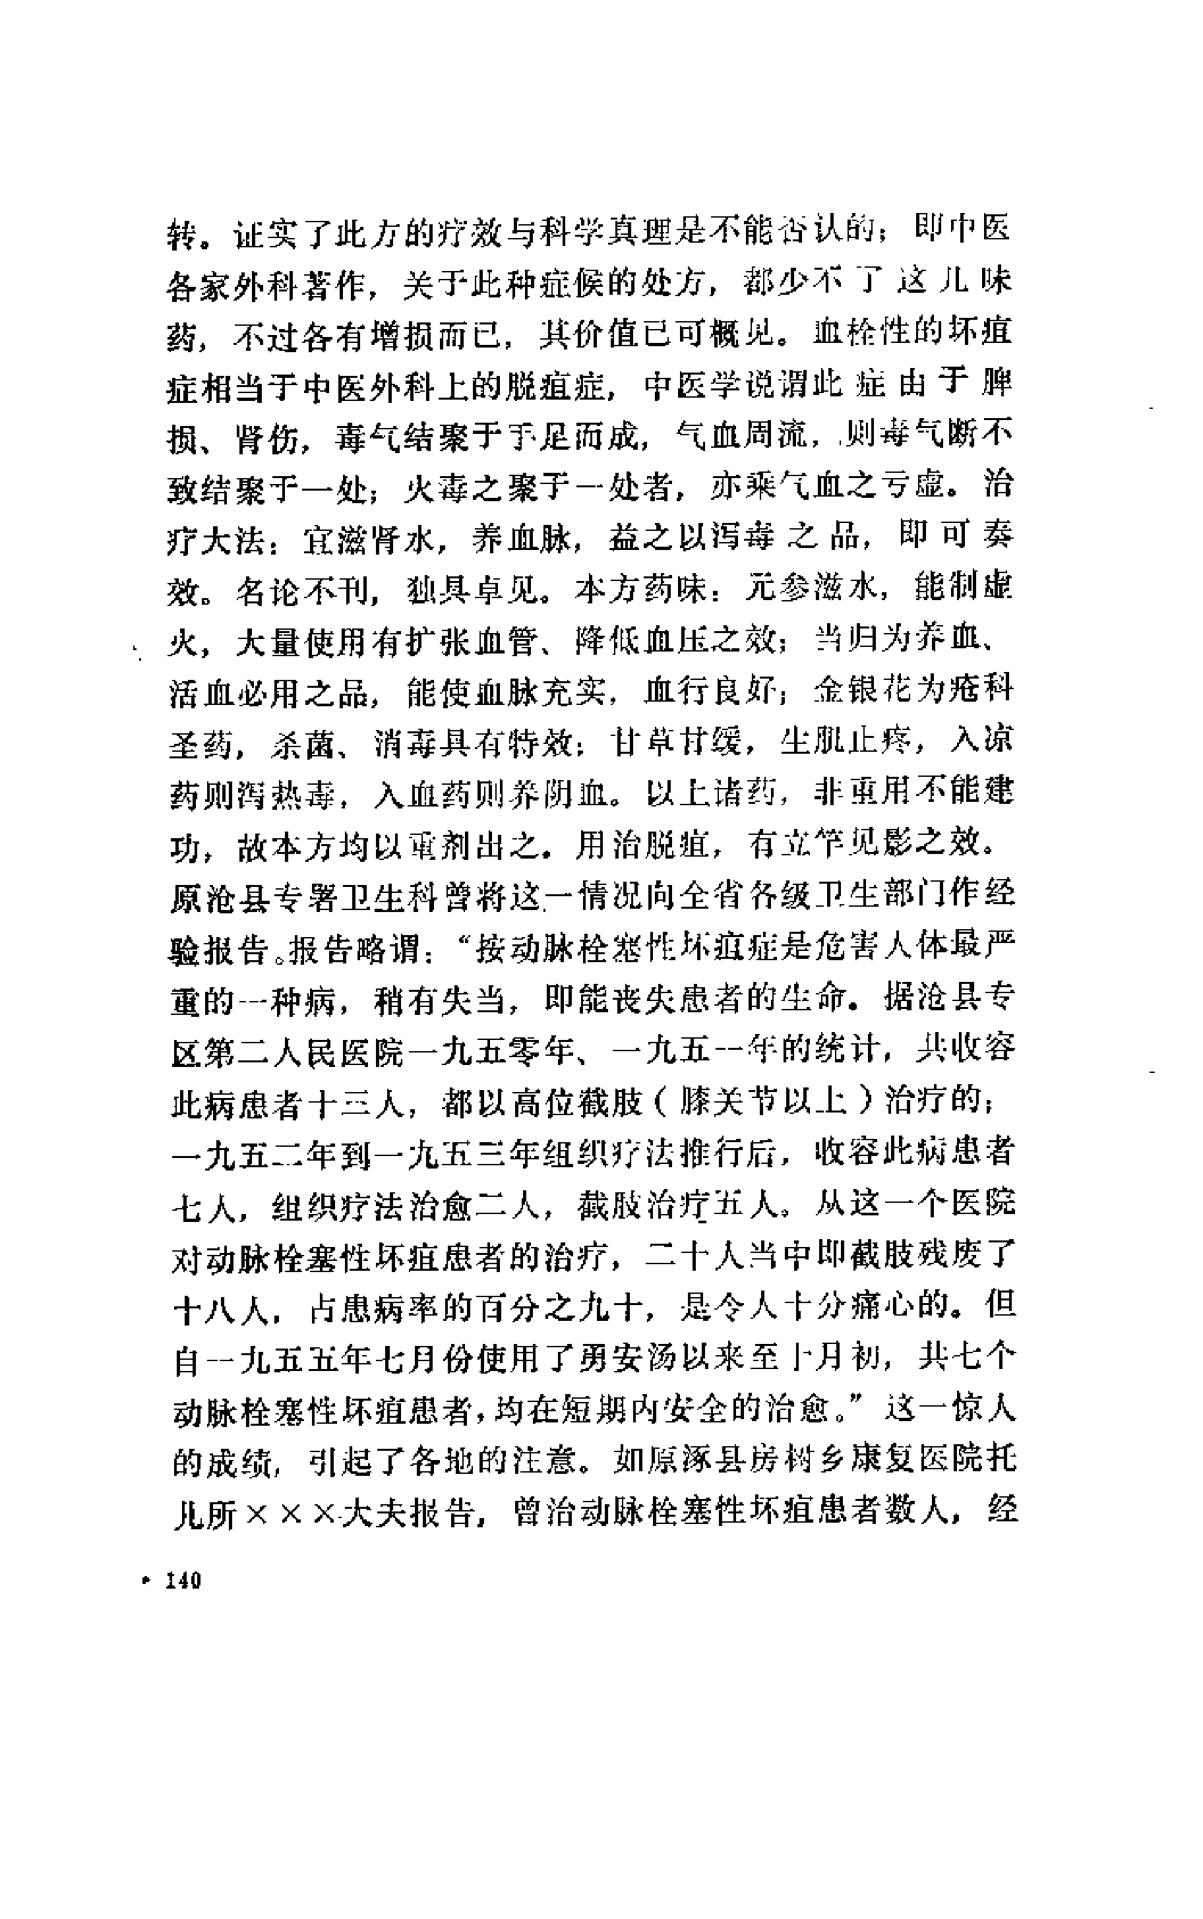 转。证实了此方的疗效与科学真理是不能否认的；即中医
各家外科著作，关于此种症候的处方，都少不了这几味
药，不过各有增损而已，其价值已可概见。血栓性的坏疽
症相当于中医外科上的脱疽症，中医学说谓此症由于脾
损、肾伤，毒气结聚于手足而成，气血周流，则毒气断不
致结聚于一处；火毒之聚于一处者，亦乘气血之亏虚。治
疗大法：宜滋肾水，养血脉，益之以泻毒之品，即可奏
效。名论不刊，独具卓见。本方药味：元参滋水，能制虚
火，大量使用有扩张血管、降低血压之效；当归为养血、
活血必用之品，能使血脉充实，血行良好；金银花为疮科
圣药，杀菌、消毒具有特效；甘草甘缓，生肌止疼，入凉
药则泻热毒，入血药则养阴血。以上诸药，非重用不能建
功，故本方均以重剂出之。用治脱疽，有立竿见影之效。
原沧县专署卫生科曾将这一情况向全省各级卫生部门作经
验报告。报告略谓：“按动脉栓塞性坏疽症是危害人体最严
重的一种病，稍有失当，即能丧失患者的生命。据沧县专
区第二人民医院一九五零年、一九五一年的统计，共收容
此病患者十三人，都以高位截肢（膝关节以上）治疗的；
一九五二年到一九五三年组织疗法推行后，收容此病患者
七人，组织疗法治愈二人，截肢治疗五人。从这一个医院
对动脉栓塞性坏疽患者的治疗，二十人当中即截肢残废了
十八人，占患病率的百分之九十，是令人十分痛心的。但
自一九五五年七月份使用了勇安汤以来至十月初，共七个
动脉栓塞性坏疽患者，均在短期内安全的治愈。”这一惊人
的成绩，引起了各地的注意。如原涿县房树乡康复医院托
儿所×××大夫报告，曾治动脉栓塞性坏疽患者数人，经
140